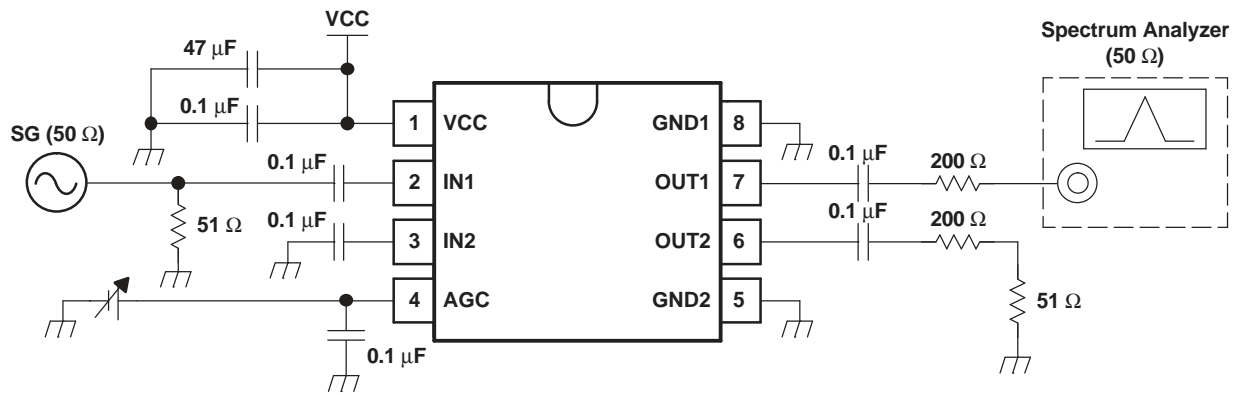 VCC
47 μF
0.1 μF
SG (50 Ω)
0.1 μF
51 Ω
0.1 μF
0.1 μF
1 VCC
2 IN1
3 IN2
4 AGC
GND1 8
OUT1 7
OUT2 6
GND2 5
0.1 μF
200 Ω
0.1 μF
200 Ω
51 Ω
Spectrum Analyzer
(50 Ω)